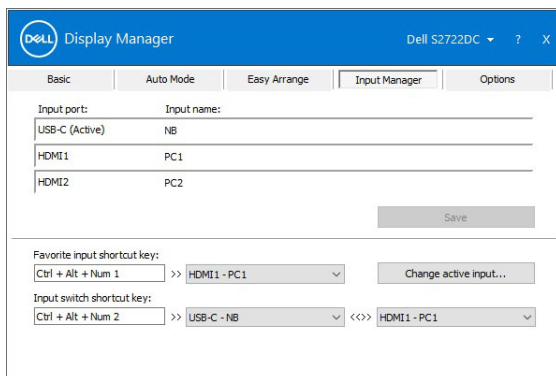 DELL Display Manager Dell S2722DC ? X
Basic Auto Mode Easy Arrange Input Manager Options
Input port: Input name:
USB-C (Active) NB
HDMI1 PC1
HDMI2 PC2
Save
Favorite input shortcut key:
Ctrl + Alt + Num 1 >> HDMI1 - PC1 Change active input...
Input switch shortcut key:
Ctrl + Alt + Num 2 >> USB-C - NB <<>> HDMI1 - PC1